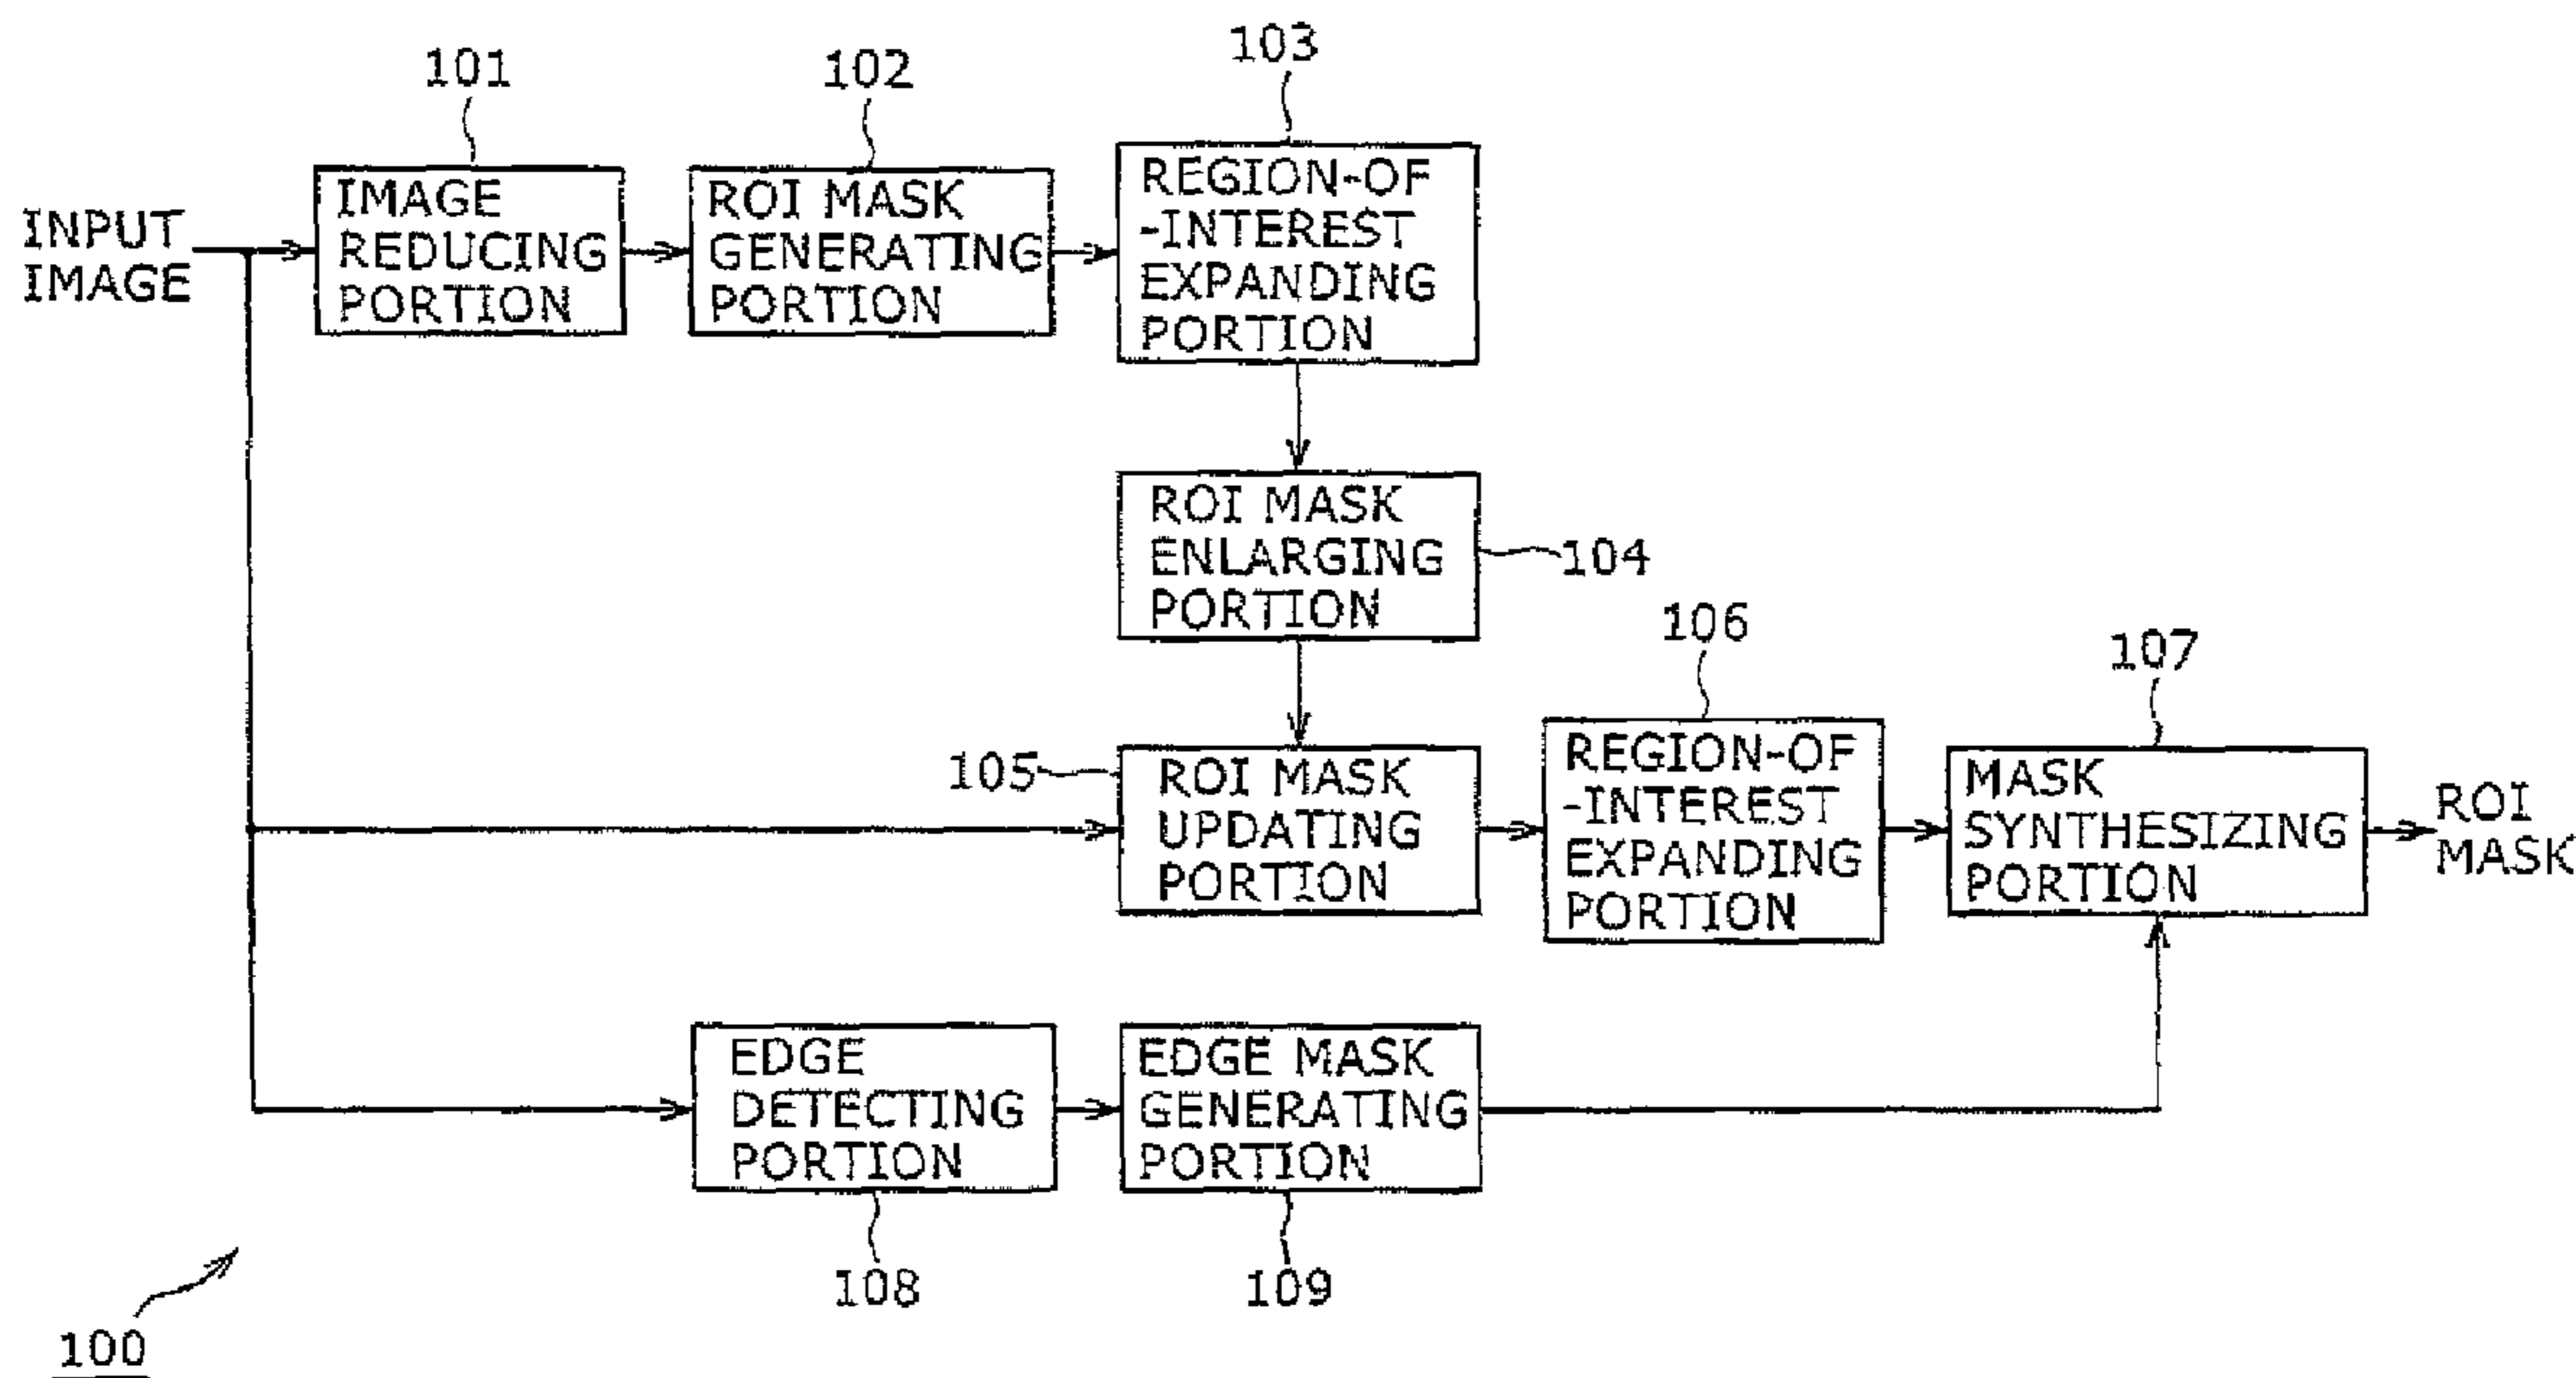 103
101
102
INPUT
IMAGE
IMAGE
REDUCING
PORTION
ROI MASK
GENERATING
PORTION
REGION-OF
-INTEREST
EXPANDING
PORTION
ROI MASK
ENLARGING
PORTION
104
106
107
105
ROI MASK
UPDATING
PORTION
REGION-OF
-INTEREST
EXPANDING
PORTION
MASK
SYNTHESIZING
PORTION
ROI
MASK
EDGE
DETECTING
PORTION
EDGE MASK
GENERATING
PORTION
108
109
100